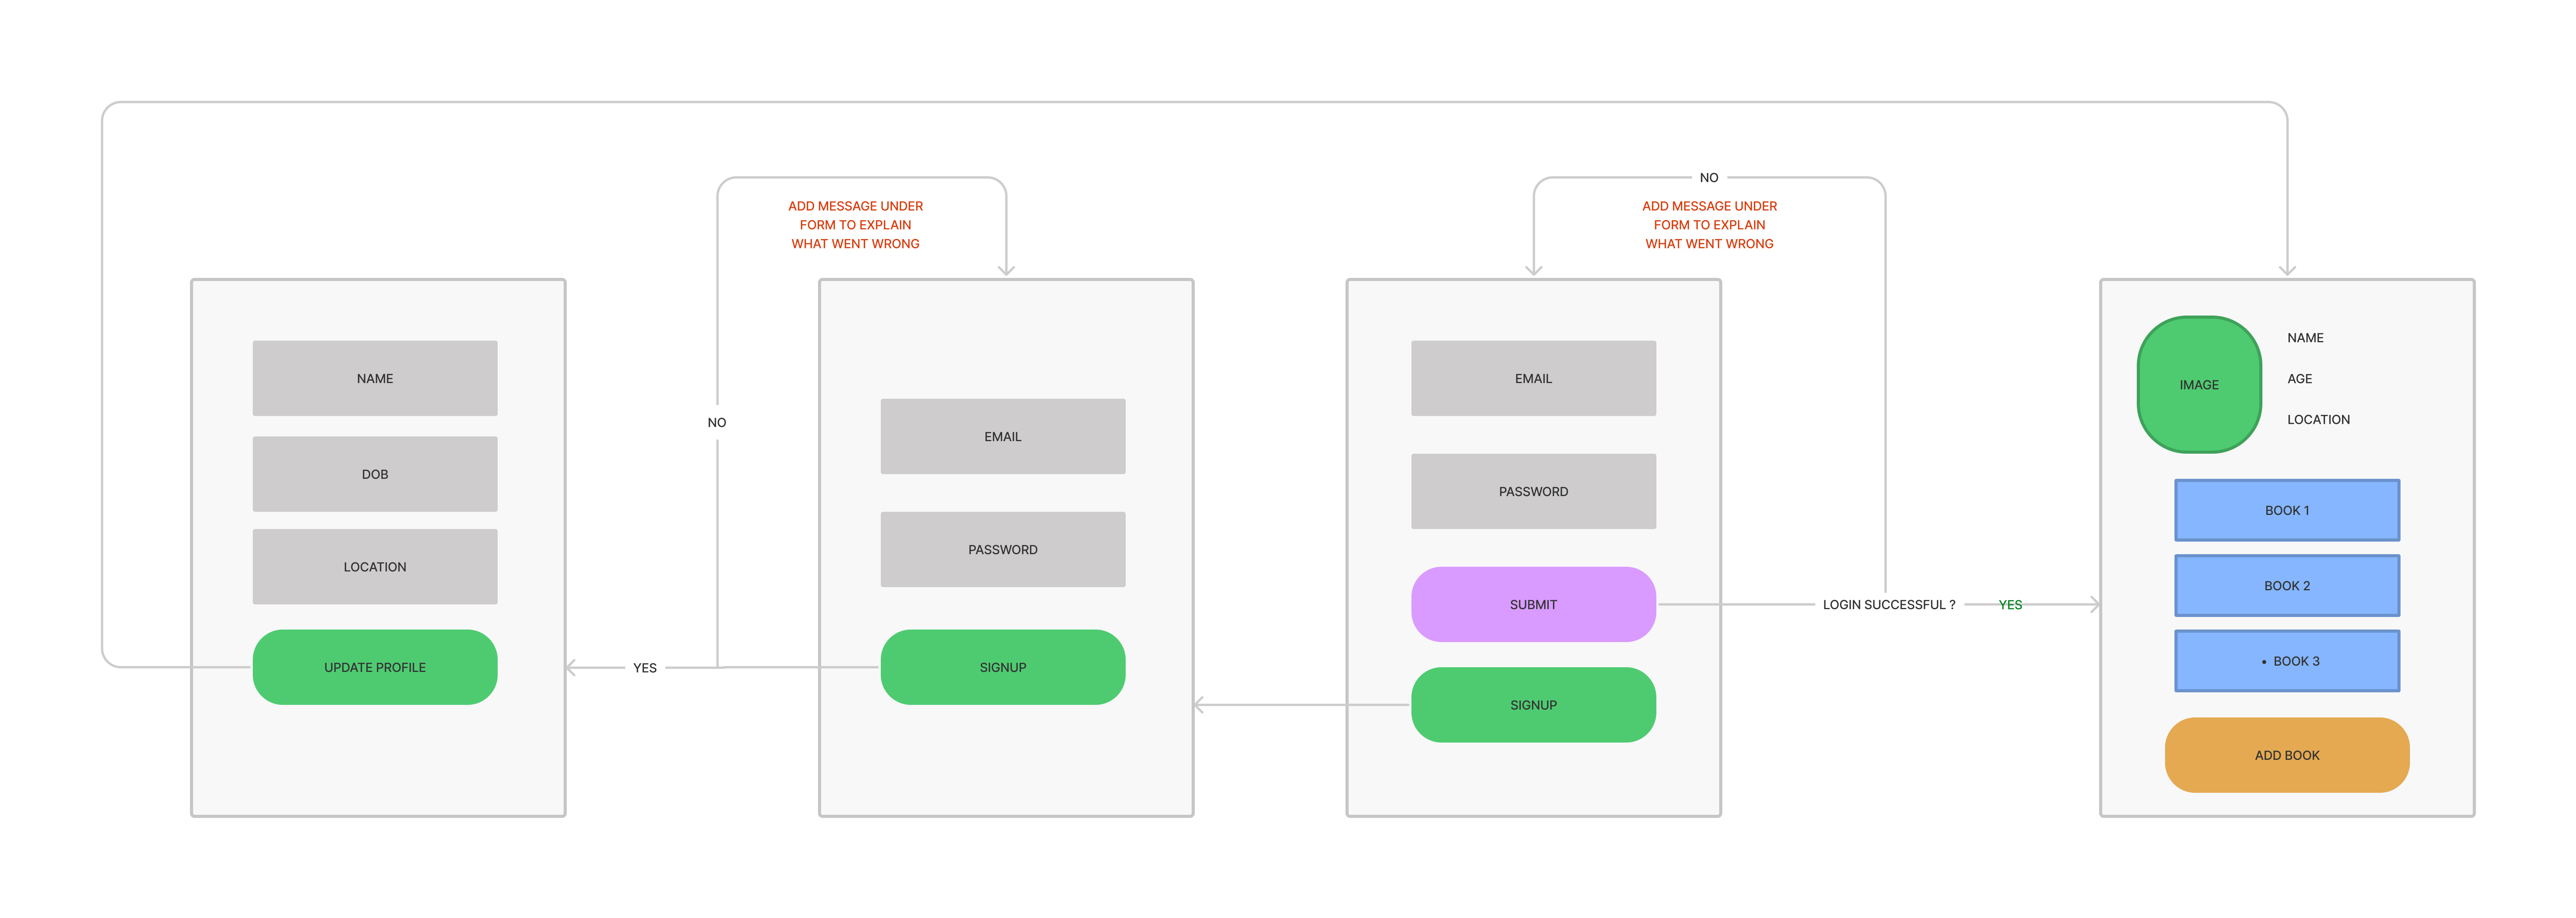 NAME
DOB
LOCATION
UPDATE PROFILE
YES
NO
ADD MESSAGE UNDER
FORM TO EXPLAIN
WHAT WENT WRONG
EMAIL
PASSWORD
SIGNUP
EMAIL
PASSWORD
SUBMIT
SIGNUP
NO
ADD MESSAGE UNDER
FORM TO EXPLAIN
WHAT WENT WRONG
LOGIN SUCCESSFUL ?
YES
IMAGE
NAME
AGE
LOCATION
BOOK 1
BOOK 2
• BOOK 3
ADD BOOK